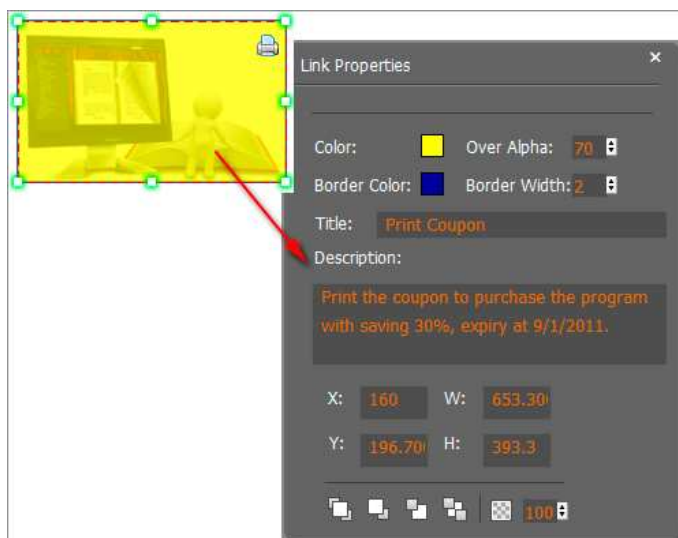 Link Properties
Color: Over Alpha: 70
Border Color: Border Width: 2
Title: Print Coupon
Description:
Print the coupon to purchase the program
with saving 30%, expiry at 9/1/2011.
X: 160 W: 653.30
Y: 196.70 H: 393.3
100